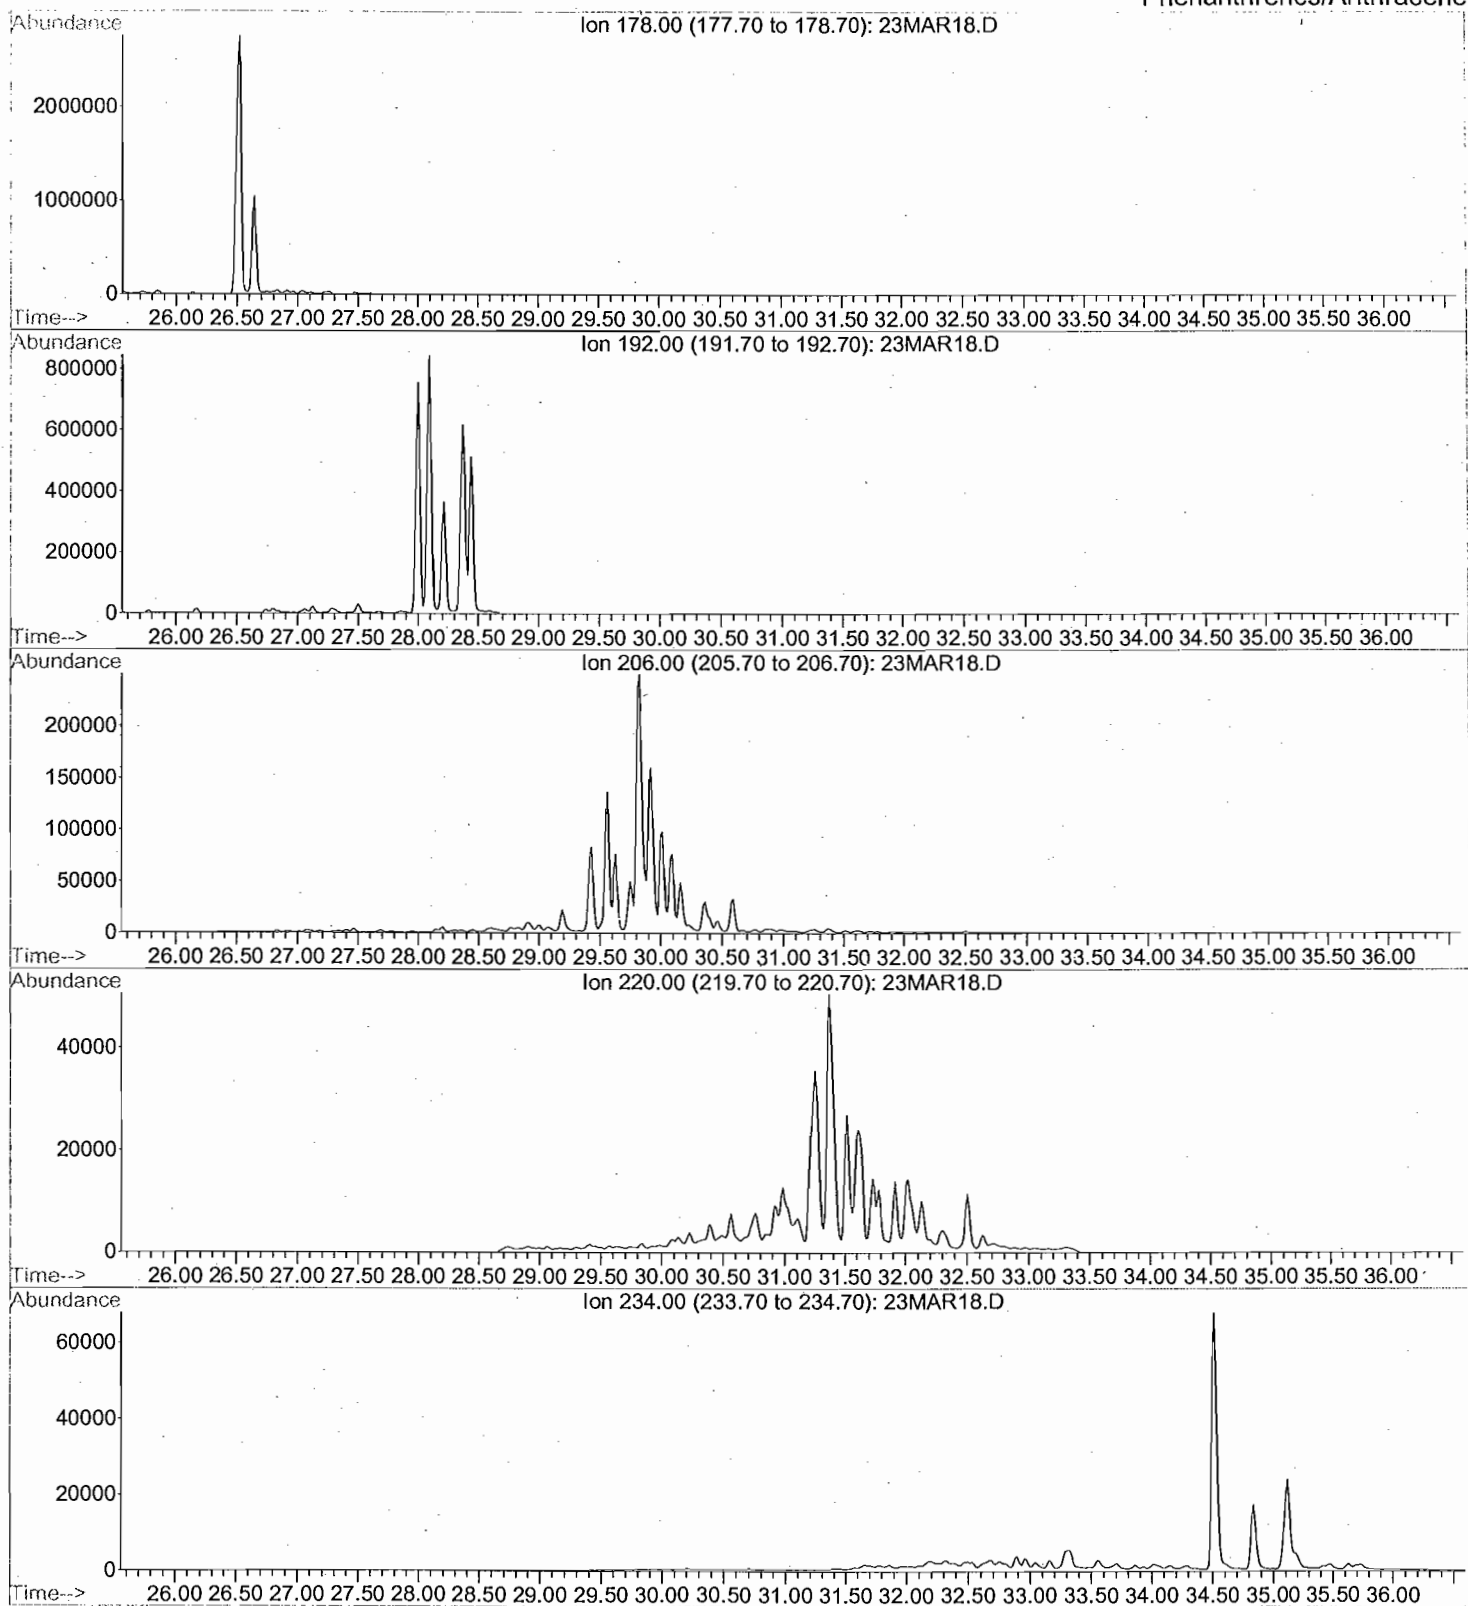 Phenanthrenes/Anthracene
Abundance
Ion 178.00 (177.70 to 178.70): 23MAR18.D
2000000
1000000
0
Time--> 26.00 26.50 27.00 27.50 28.00 28.50 29.00 29.50 30.00 30.50 31.00 31.50 32.00 32.50 33.00 33.50 34.00 34.50 35.00 35.50 36.00
Abundance
Ion 192.00 (191.70 to 192.70): 23MAR18.D
800000
600000
400000
200000
0
Time--> 26.00 26.50 27.00 27.50 28.00 28.50 29.00 29.50 30.00 30.50 31.00 31.50 32.00 32.50 33.00 33.50 34.00 34.50 35.00 35.50 36.00
Abundance
Ion 206.00 (205.70 to 206.70): 23MAR18.D
200000
150000
100000
50000
0
Time--> 26.00 26.50 27.00 27.50 28.00 28.50 29.00 29.50 30.00 30.50 31.00 31.50 32.00 32.50 33.00 33.50 34.00 34.50 35.00 35.50 36.00
Abundance
Ion 220.00 (219.70 to 220.70): 23MAR18.D
40000
20000
0
Time--> 26.00 26.50 27.00 27.50 28.00 28.50 29.00 29.50 30.00 30.50 31.00 31.50 32.00 32.50 33.00 33.50 34.00 34.50 35.00 35.50 36.00
Abundance
Ion 234.00 (233.70 to 234.70): 23MAR18.D
60000
40000
20000
0
Time--> 26.00 26.50 27.00 27.50 28.00 28.50 29.00 29.50 30.00 30.50 31.00 31.50 32.00 32.50 33.00 33.50 34.00 34.50 35.00 35.50 36.00